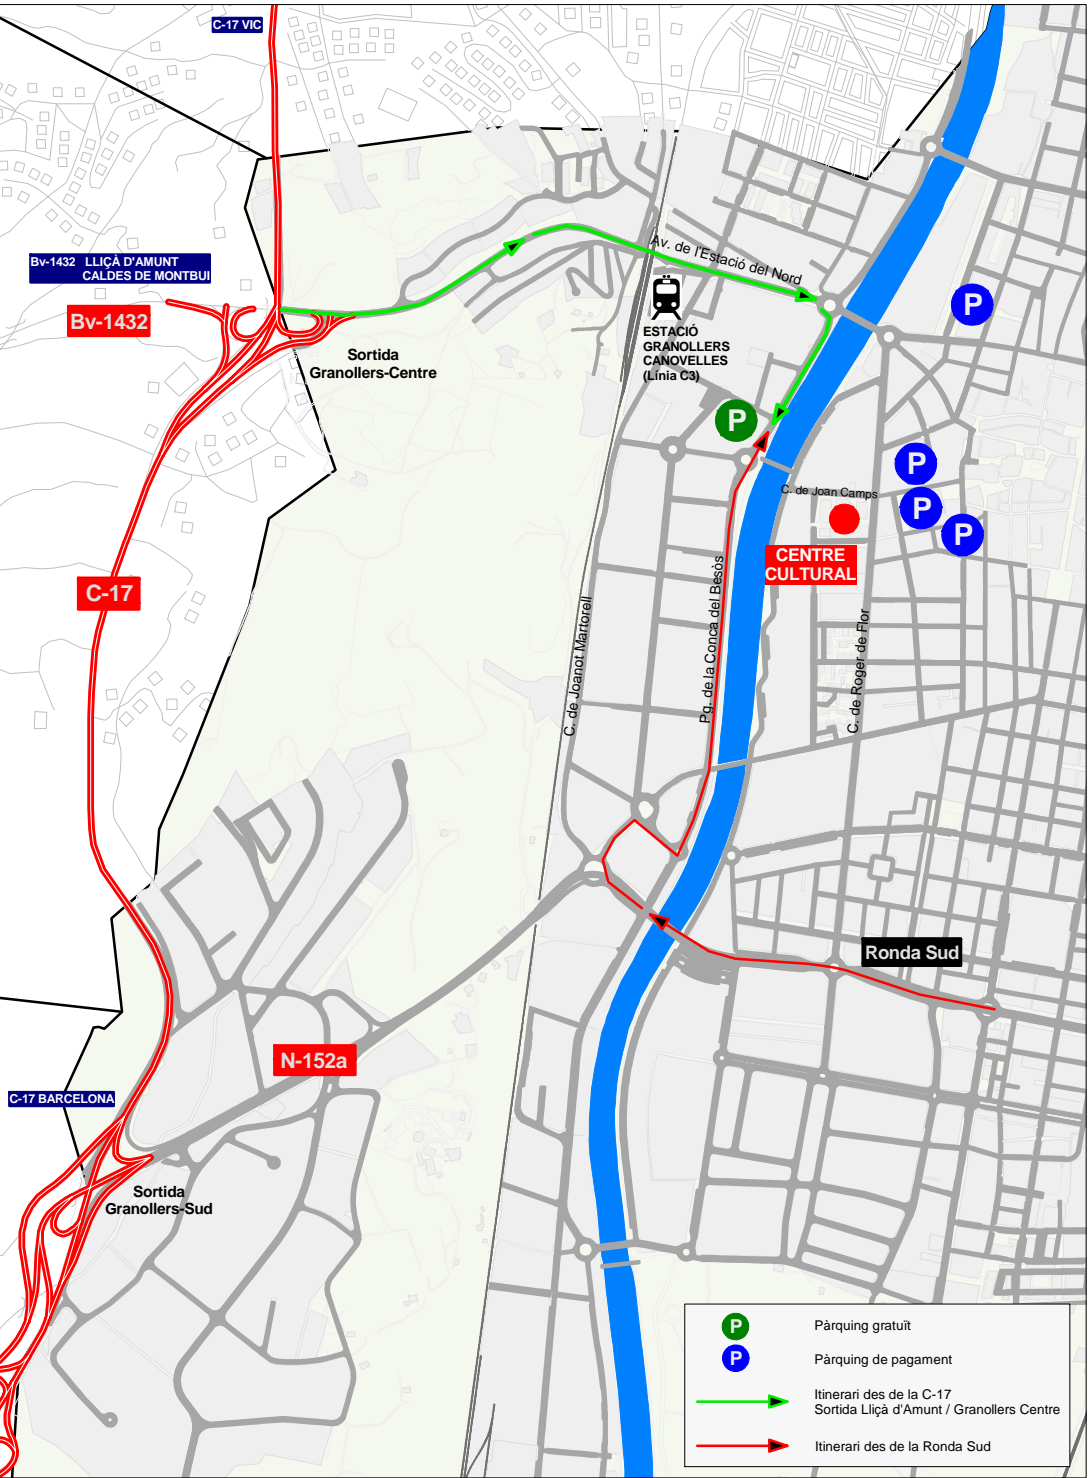 C-17 VIC
Bv-1432 LLIÇÀ D'AMUNT
CALDES DE MONTBUI
Bv-1432
Sortida
Granollers-Centre
Av. de l'Estació del Nord
ESTACIÓ
GRANOLLERS
CANOVELLES
(Línia C3)
P
P
P
P
P
C. de Joan Camps
CENTRE
CULTURAL
C-17
C. de Joanot Martorell
Pg. de la Conca del Besòs
C. de Roger de Flor
Ronda Sud
N-152a
C-17 BARCELONA
Sortida
Granollers-Sud
P Pàrquing gratuït
P Pàrquing de pagament
Itinerari des de la C-17
Sortida Lliçà d'Amunt / Granollers Centre
Itinerari des de la Ronda Sud